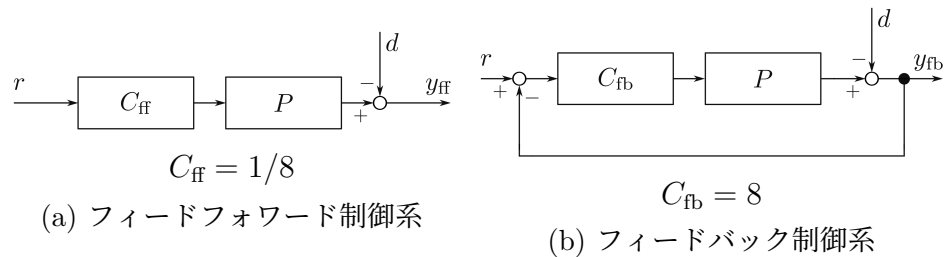 r
C_ff
P
−
+
d
y_ff
C_ff = 1/8
(a) フィードフォワード制御系
r
+
−
C_fb
P
−
+
d
y_fb
C_fb = 8
(b) フィードバック制御系